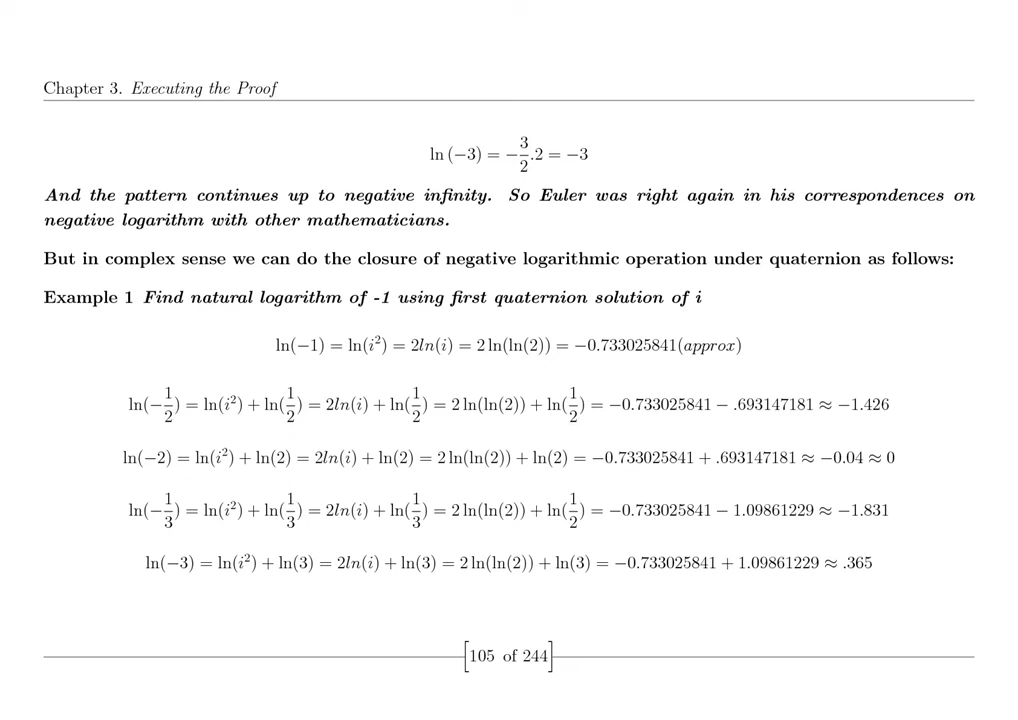 Chapter 3. Executing the Proof
ln (−3) = −3/2.2 = −3
And the pattern continues up to negative infinity. So Euler was right again in his correspondences on
negative logarithm with other mathematicians.
But in complex sense we can do the closure of negative logarithmic operation under quaternion as follows:
Example 1 Find natural logarithm of -1 using first quaternion solution of i
ln(−1) = ln(i²) = 2ln(i) = 2 ln(ln(2)) = −0.733025841(approx)
ln(−1/2) = ln(i²) + ln(1/2) = 2ln(i) + ln(1/2) = 2 ln(ln(2)) + ln(1/2) = −0.733025841 − .693147181 ≈ −1.426
ln(−2) = ln(i²) + ln(2) = 2ln(i) + ln(2) = 2 ln(ln(2)) + ln(2) = −0.733025841 + .693147181 ≈ −0.04 ≈ 0
ln(−1/3) = ln(i²) + ln(1/3) = 2ln(i) + ln(1/3) = 2 ln(ln(2)) + ln(1/2) = −0.733025841 − 1.09861229 ≈ −1.831
ln(−3) = ln(i²) + ln(3) = 2ln(i) + ln(3) = 2 ln(ln(2)) + ln(3) = −0.733025841 + 1.09861229 ≈ .365
[105 of 244]